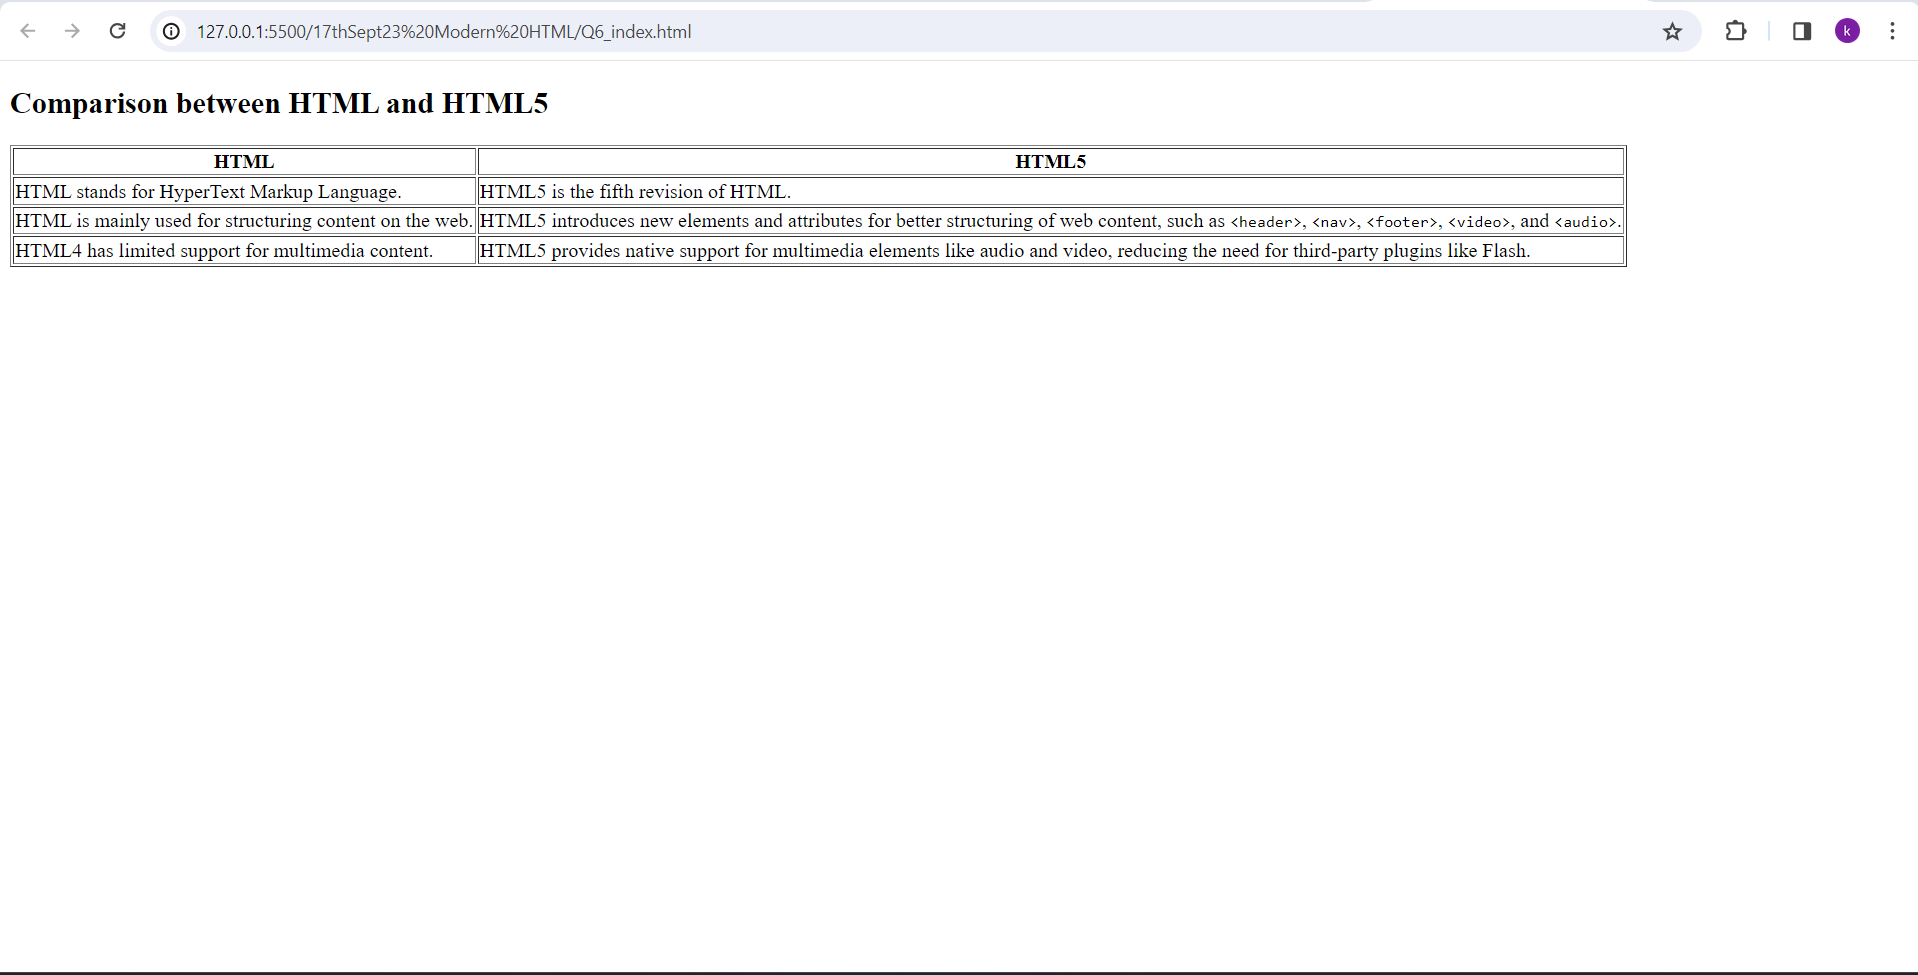 127.0.0.1:5500/17thSept23%20Modern%20HTML/Q6_index.html
k
Comparison between HTML and HTML5
HTML HTML5
HTML stands for HyperText Markup Language. HTML5 is the fifth revision of HTML.
HTML is mainly used for structuring content on the web. HTML5 introduces new elements and attributes for better structuring of web content, such as <header>, <nav>, <footer>, <video>, and <audio>.
HTML4 has limited support for multimedia content. HTML5 provides native support for multimedia elements like audio and video, reducing the need for third-party plugins like Flash.